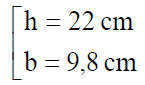 h = 22 cm
b = 9,8 cm